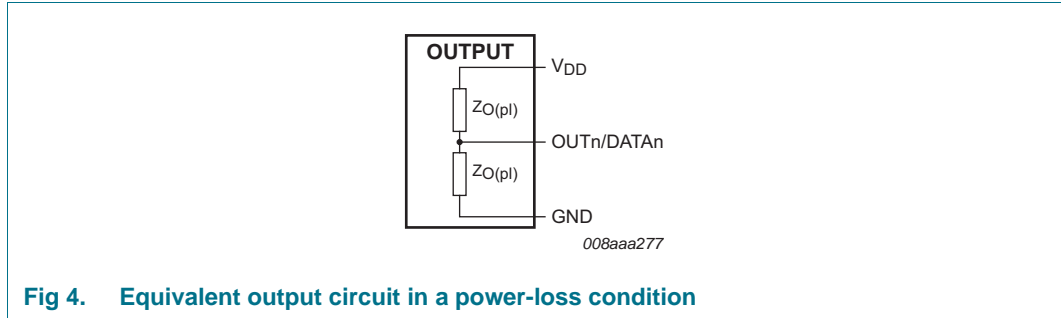 OUTPUT
VDD
ZO(pl)
OUTn/DATAn
ZO(pl)
GND
008aaa277
Fig 4. Equivalent output circuit in a power-loss condition